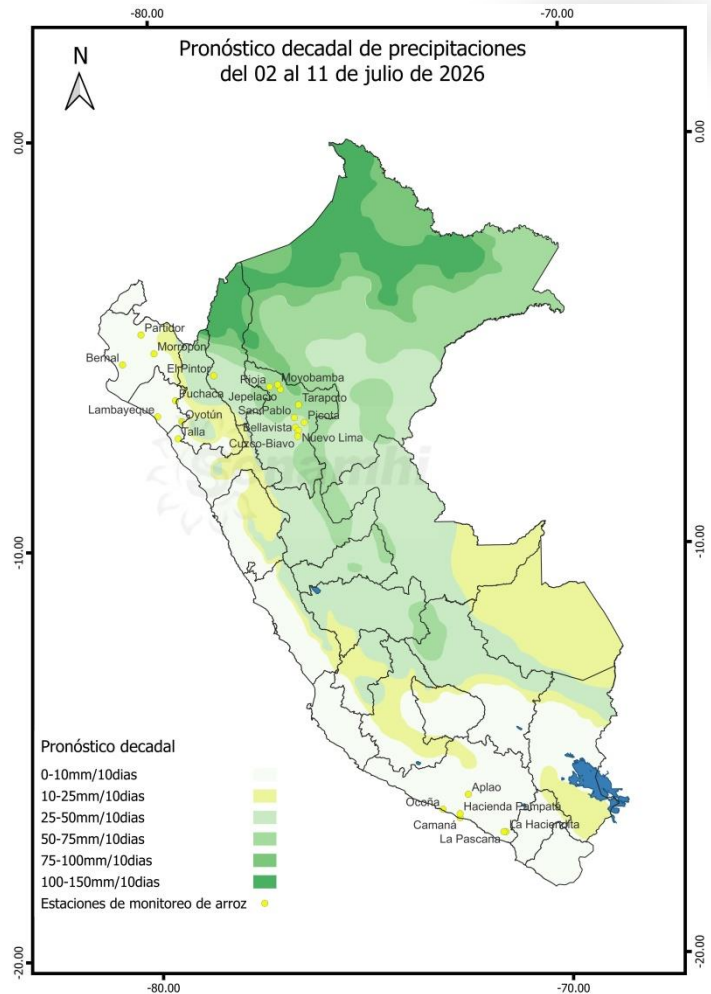 -80.00
-70.00
Pronóstico decadal de precipitaciones
del 02 al 11 de julio de 2026
N
0.00
0.00
Partidor
Morropón
Bernal
El Pintor
Rioja
Moyobamba
Puchaca
Jepelacio
Tarapoto
Lambayeque
Oyotún
San Pablo
Picota
Talla
Bellavista
Cuzco-Biavo
Nuevo Lima
Senamhi
-10.00
-10.00
Pronóstico decadal
0-10mm/10dias
10-25mm/10dias
25-50mm/10dias
50-75mm/10dias
75-100mm/10dias
100-150mm/10dias
Estaciones de monitoreo de arroz
Aplao
Ocoña
Hacienda Pampata
Camaná
La Haciendita
La Pascana
-20.00
-20.00
-80.00
-70.00